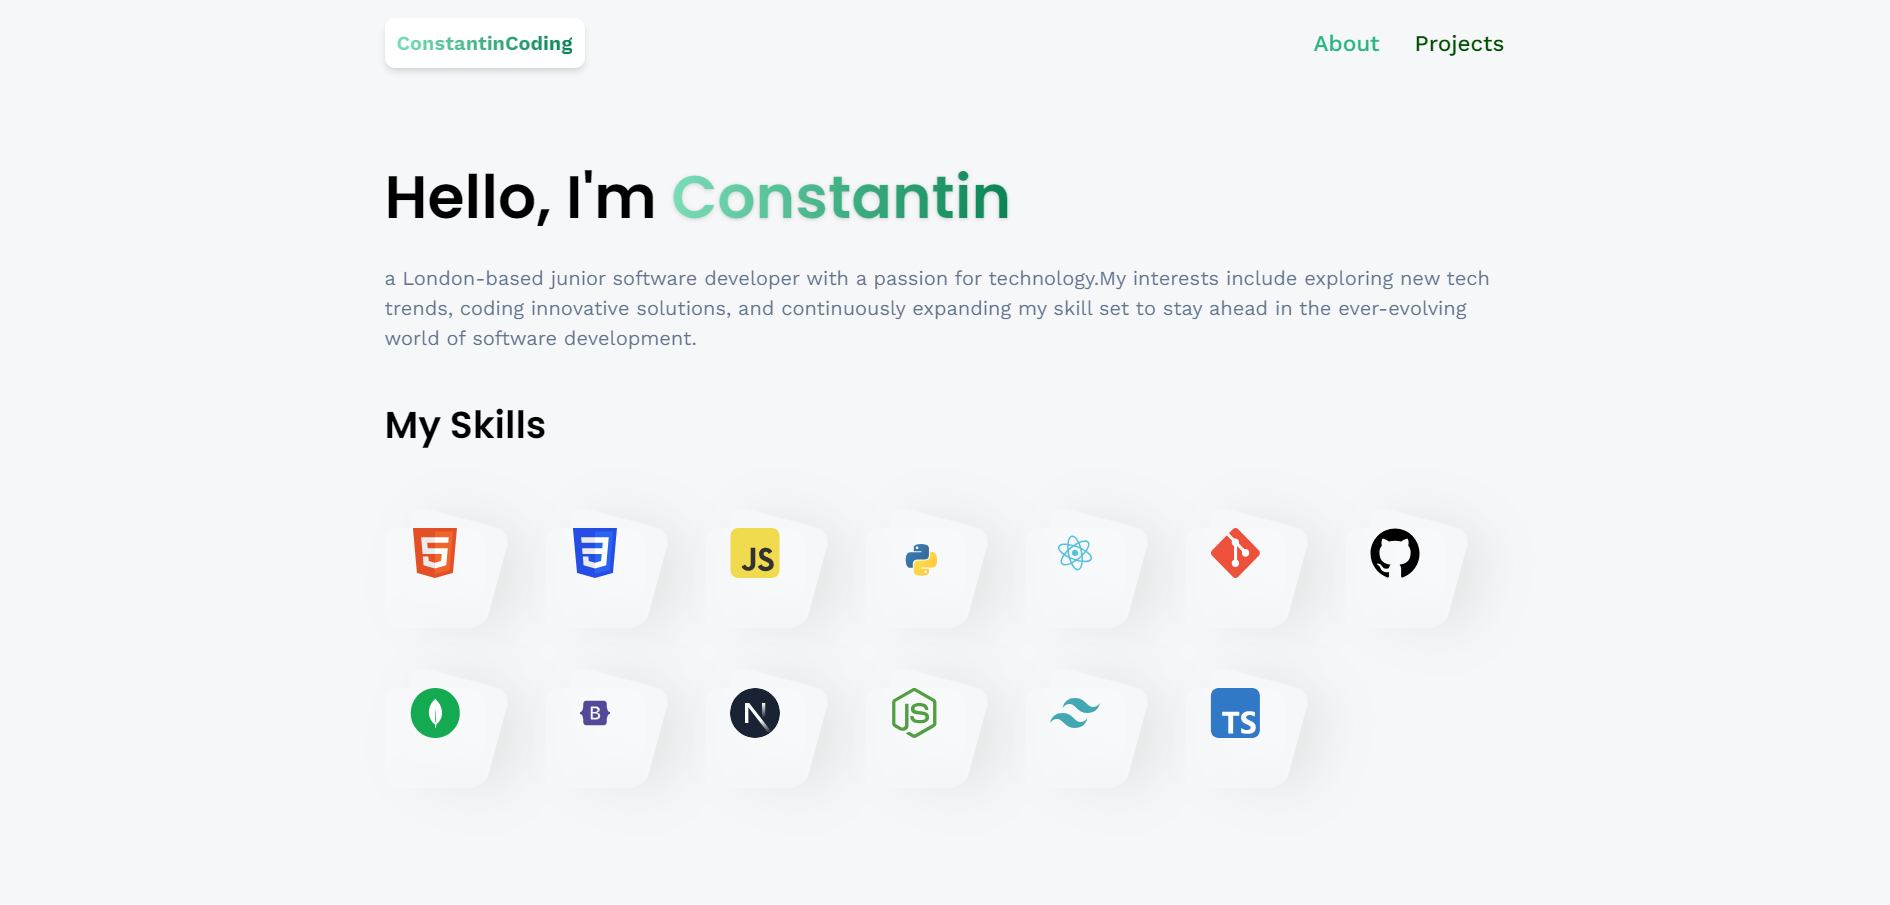 ConstantinCoding
About Projects
Hello, I'm Constantin
a London-based junior software developer with a passion for technology.My interests include exploring new tech
trends, coding innovative solutions, and continuously expanding my skill set to stay ahead in the ever-evolving
world of software development.
My Skills
5 3 JS
B N JS TS